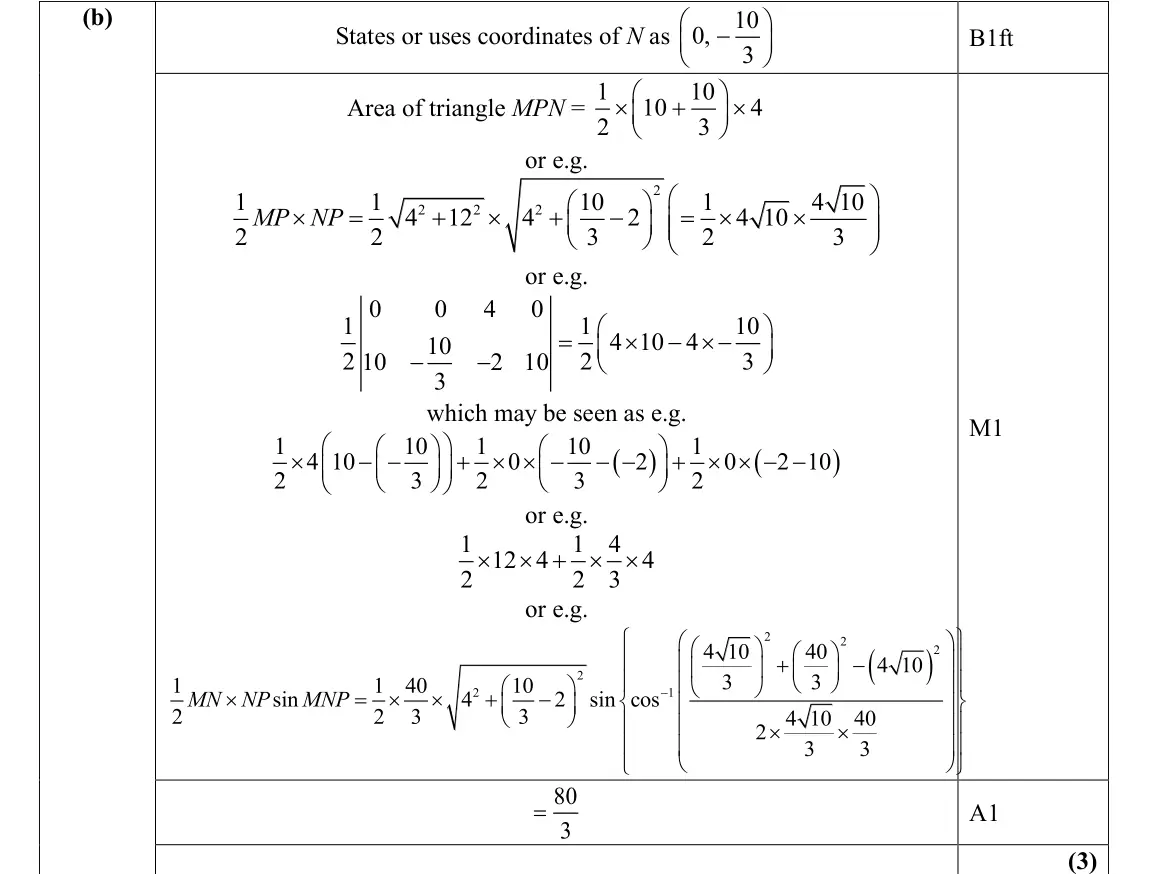 (b)
States or uses coordinates of N as (0, −10/3) B1ft
Area of triangle MPN = 1/2 × (10 + 10/3) × 4
or e.g.
1/2 MP × NP = 1/2 √(4² + 12²) × √(4² + (10/3 − 2)²) (= 1/2 × 4√10 × 4√10/3)
or e.g.
1/2 |0 0 4 0
10 −10/3 −2 10| = 1/2 (4 × 10 − 4 × −10/3)
which may be seen as e.g. M1
1/2 × 4(10 − (−10/3)) + 1/2 × 0 × (−10/3 − (−2)) + 1/2 × 0 × (−2 − 10)
or e.g.
1/2 × 12 × 4 + 1/2 × 4/3 × 4
or e.g.
1/2 MN × NP sin MNP = 1/2 × 40/3 × √(4² + (10/3 − 2)²) sin{cos⁻¹(((4√10/3)² + (40/3)² − (4√10)²)/(2 × 4√10/3 × 40/3))}
= 80/3 A1
(3)